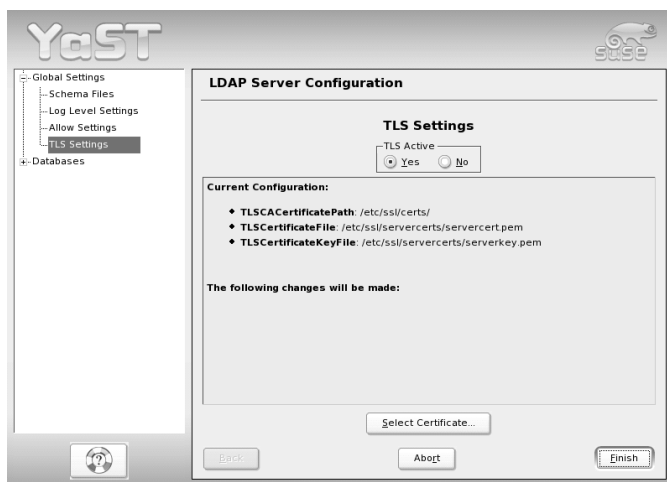 YaST
suse
Global Settings
Schema Files
Log Level Settings
Allow Settings
TLS Settings
Databases
LDAP Server Configuration
TLS Settings
TLS Active
Yes No
Current Configuration:
TLSCACertificatePath: /etc/ssl/certs/
TLSCertificateFile: /etc/ssl/servercerts/servercert.pem
TLSCertificateKeyFile: /etc/ssl/servercerts/serverkey.pem
The following changes will be made:
Select Certificate...
Back Abort Finish